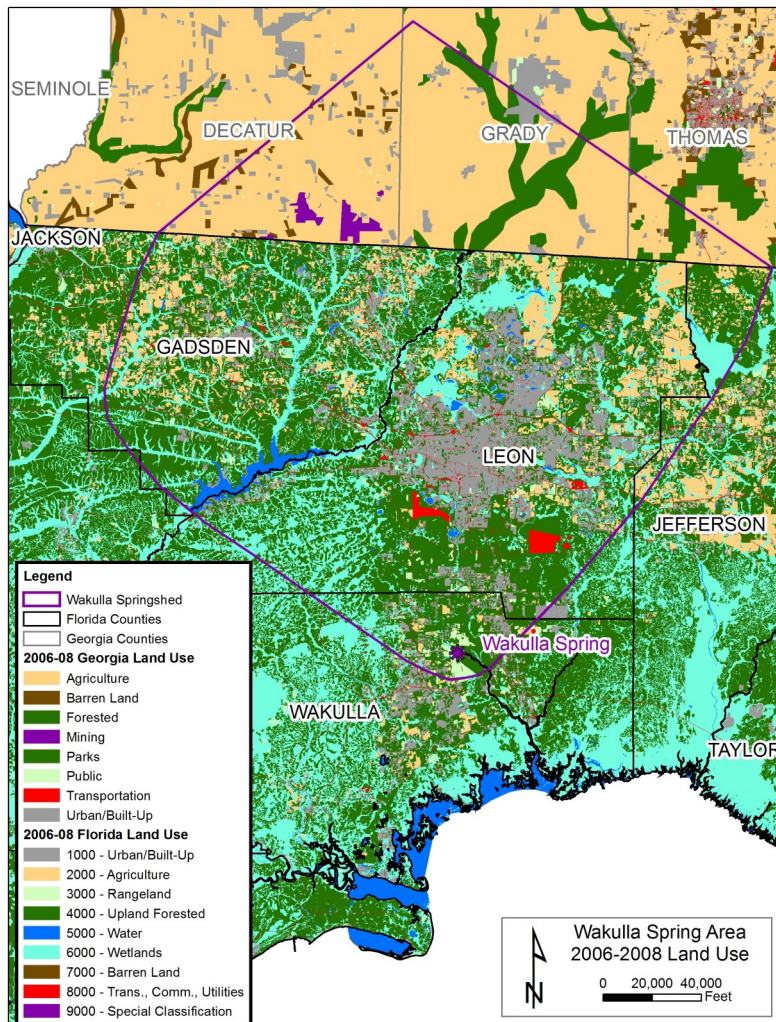 SEMINOLE
DECATUR
GRADY
THOMAS
JACKSON
GADSDEN
LEON
JEFFERSON
Wakulla Spring
WAKULLA
TAYLOR
Legend
Wakulla Springshed
Florida Counties
Georgia Counties
2006-08 Georgia Land Use
Agriculture
Barren Land
Forested
Mining
Parks
Public
Transportation
Urban/Built-Up
2006-08 Florida Land Use
1000 - Urban/Built-Up
2000 - Agriculture
3000 - Rangeland
4000 - Upland Forested
5000 - Water
6000 - Wetlands
7000 - Barren Land
8000 - Trans., Comm., Utilities
9000 - Special Classification
Wakulla Spring Area
2006-2008 Land Use
0 20,000 40,000
Feet
N